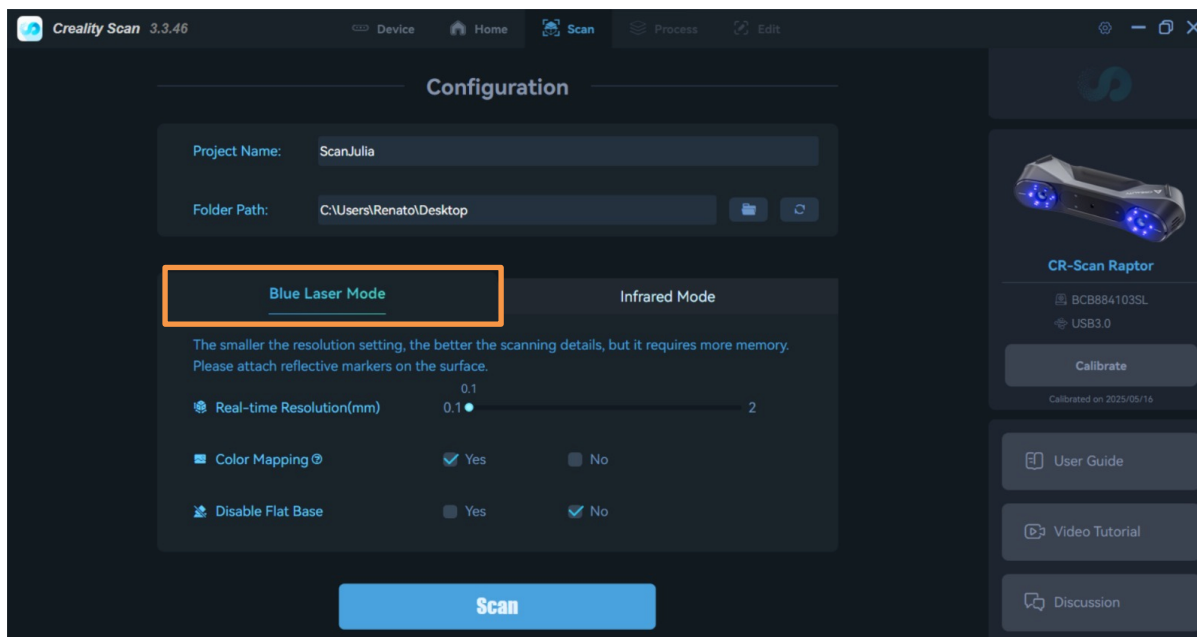 Creality Scan 3.3.46
Device
Home
Scan
Process
Edit
Configuration
Project Name:
ScanJulia
Folder Path:
C:\Users\Renato\Desktop
Blue Laser Mode
Infrared Mode
The smaller the resolution setting, the better the scanning details, but it requires more memory.
Please attach reflective markers on the surface.
0.1
Real-time Resolution(mm) 0.1 2
Color Mapping Yes No
Disable Flat Base Yes No
Scan
CR-Scan Raptor
BCB884103SL
USB3.0
Calibrate
Calibrated on 2025/05/16
User Guide
Video Tutorial
Discussion